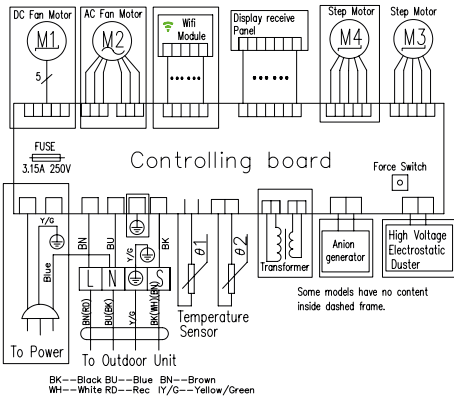 DC Fan Motor
AC Fan Motor
Wifi
Module
Display receive
Panel
Step Motor
Step Motor
M1
M2
M4
M3
5
FUSE
3.15A 250V
Controlling board
Force Switch
Y/G
BN
BU
Y/G
BK
θ1
θ2
Transformer
Anion
generator
High Voltage
Electrostatic
Duster
Blue
L
N
S
BN(RD)
BU(BK)
Y/G
BK(WH)(BN)
Temperature
Sensor
Some models have no content
inside dashed frame.
To Power
To Outdoor Unit
BK--Black BU--Blue BN--Brown
WH--White RD--Rec IY/G--Yellow/Green